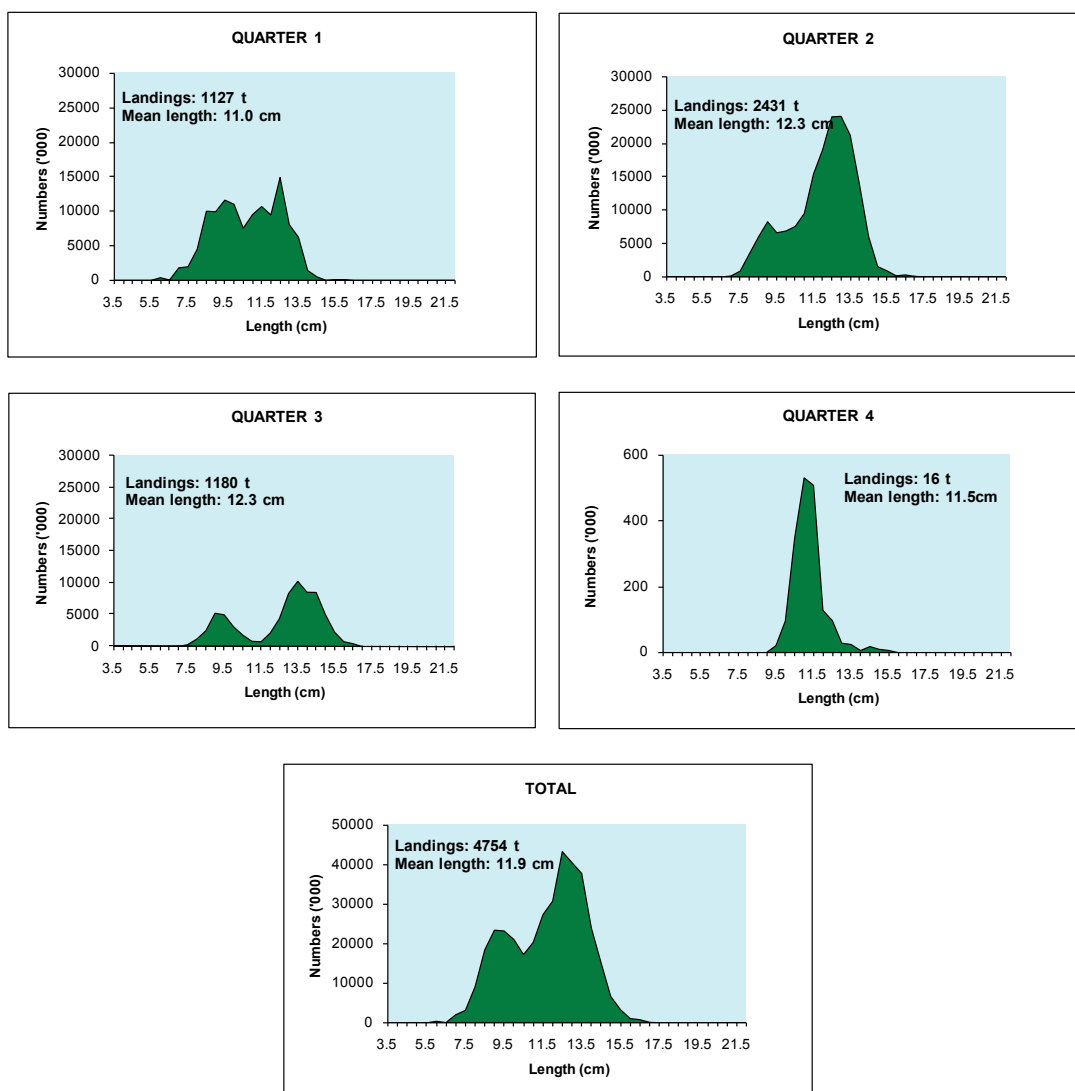 QUARTER 1
30000
25000
20000
15000
10000
5000
0
Numbers ('000)
Landings: 1127 t
Mean length: 11.0 cm
3.5 5.5 7.5 9.5 11.5 13.5 15.5 17.5 19.5 21.5
Length (cm)
QUARTER 2
30000
25000
20000
15000
10000
5000
0
Numbers ('000)
Landings: 2431 t
Mean length: 12.3 cm
3.5 5.5 7.5 9.5 11.5 13.5 15.5 17.5 19.5 21.5
Length (cm)
QUARTER 3
30000
25000
20000
15000
10000
5000
0
Numbers ('000)
Landings: 1180 t
Mean length: 12.3 cm
3.5 5.5 7.5 9.5 11.5 13.5 15.5 17.5 19.5 21.5
Length (cm)
QUARTER 4
600
400
200
0
Numbers ('000)
Landings: 16 t
Mean length: 11.5cm
3.5 5.5 7.5 9.5 11.5 13.5 15.5 17.5 19.5 21.5
Length (cm)
TOTAL
50000
40000
30000
20000
10000
0
Numbers ('000)
Landings: 4754 t
Mean length: 11.9 cm
3.5 5.5 7.5 9.5 11.5 13.5 15.5 17.5 19.5 21.5
Length (cm)